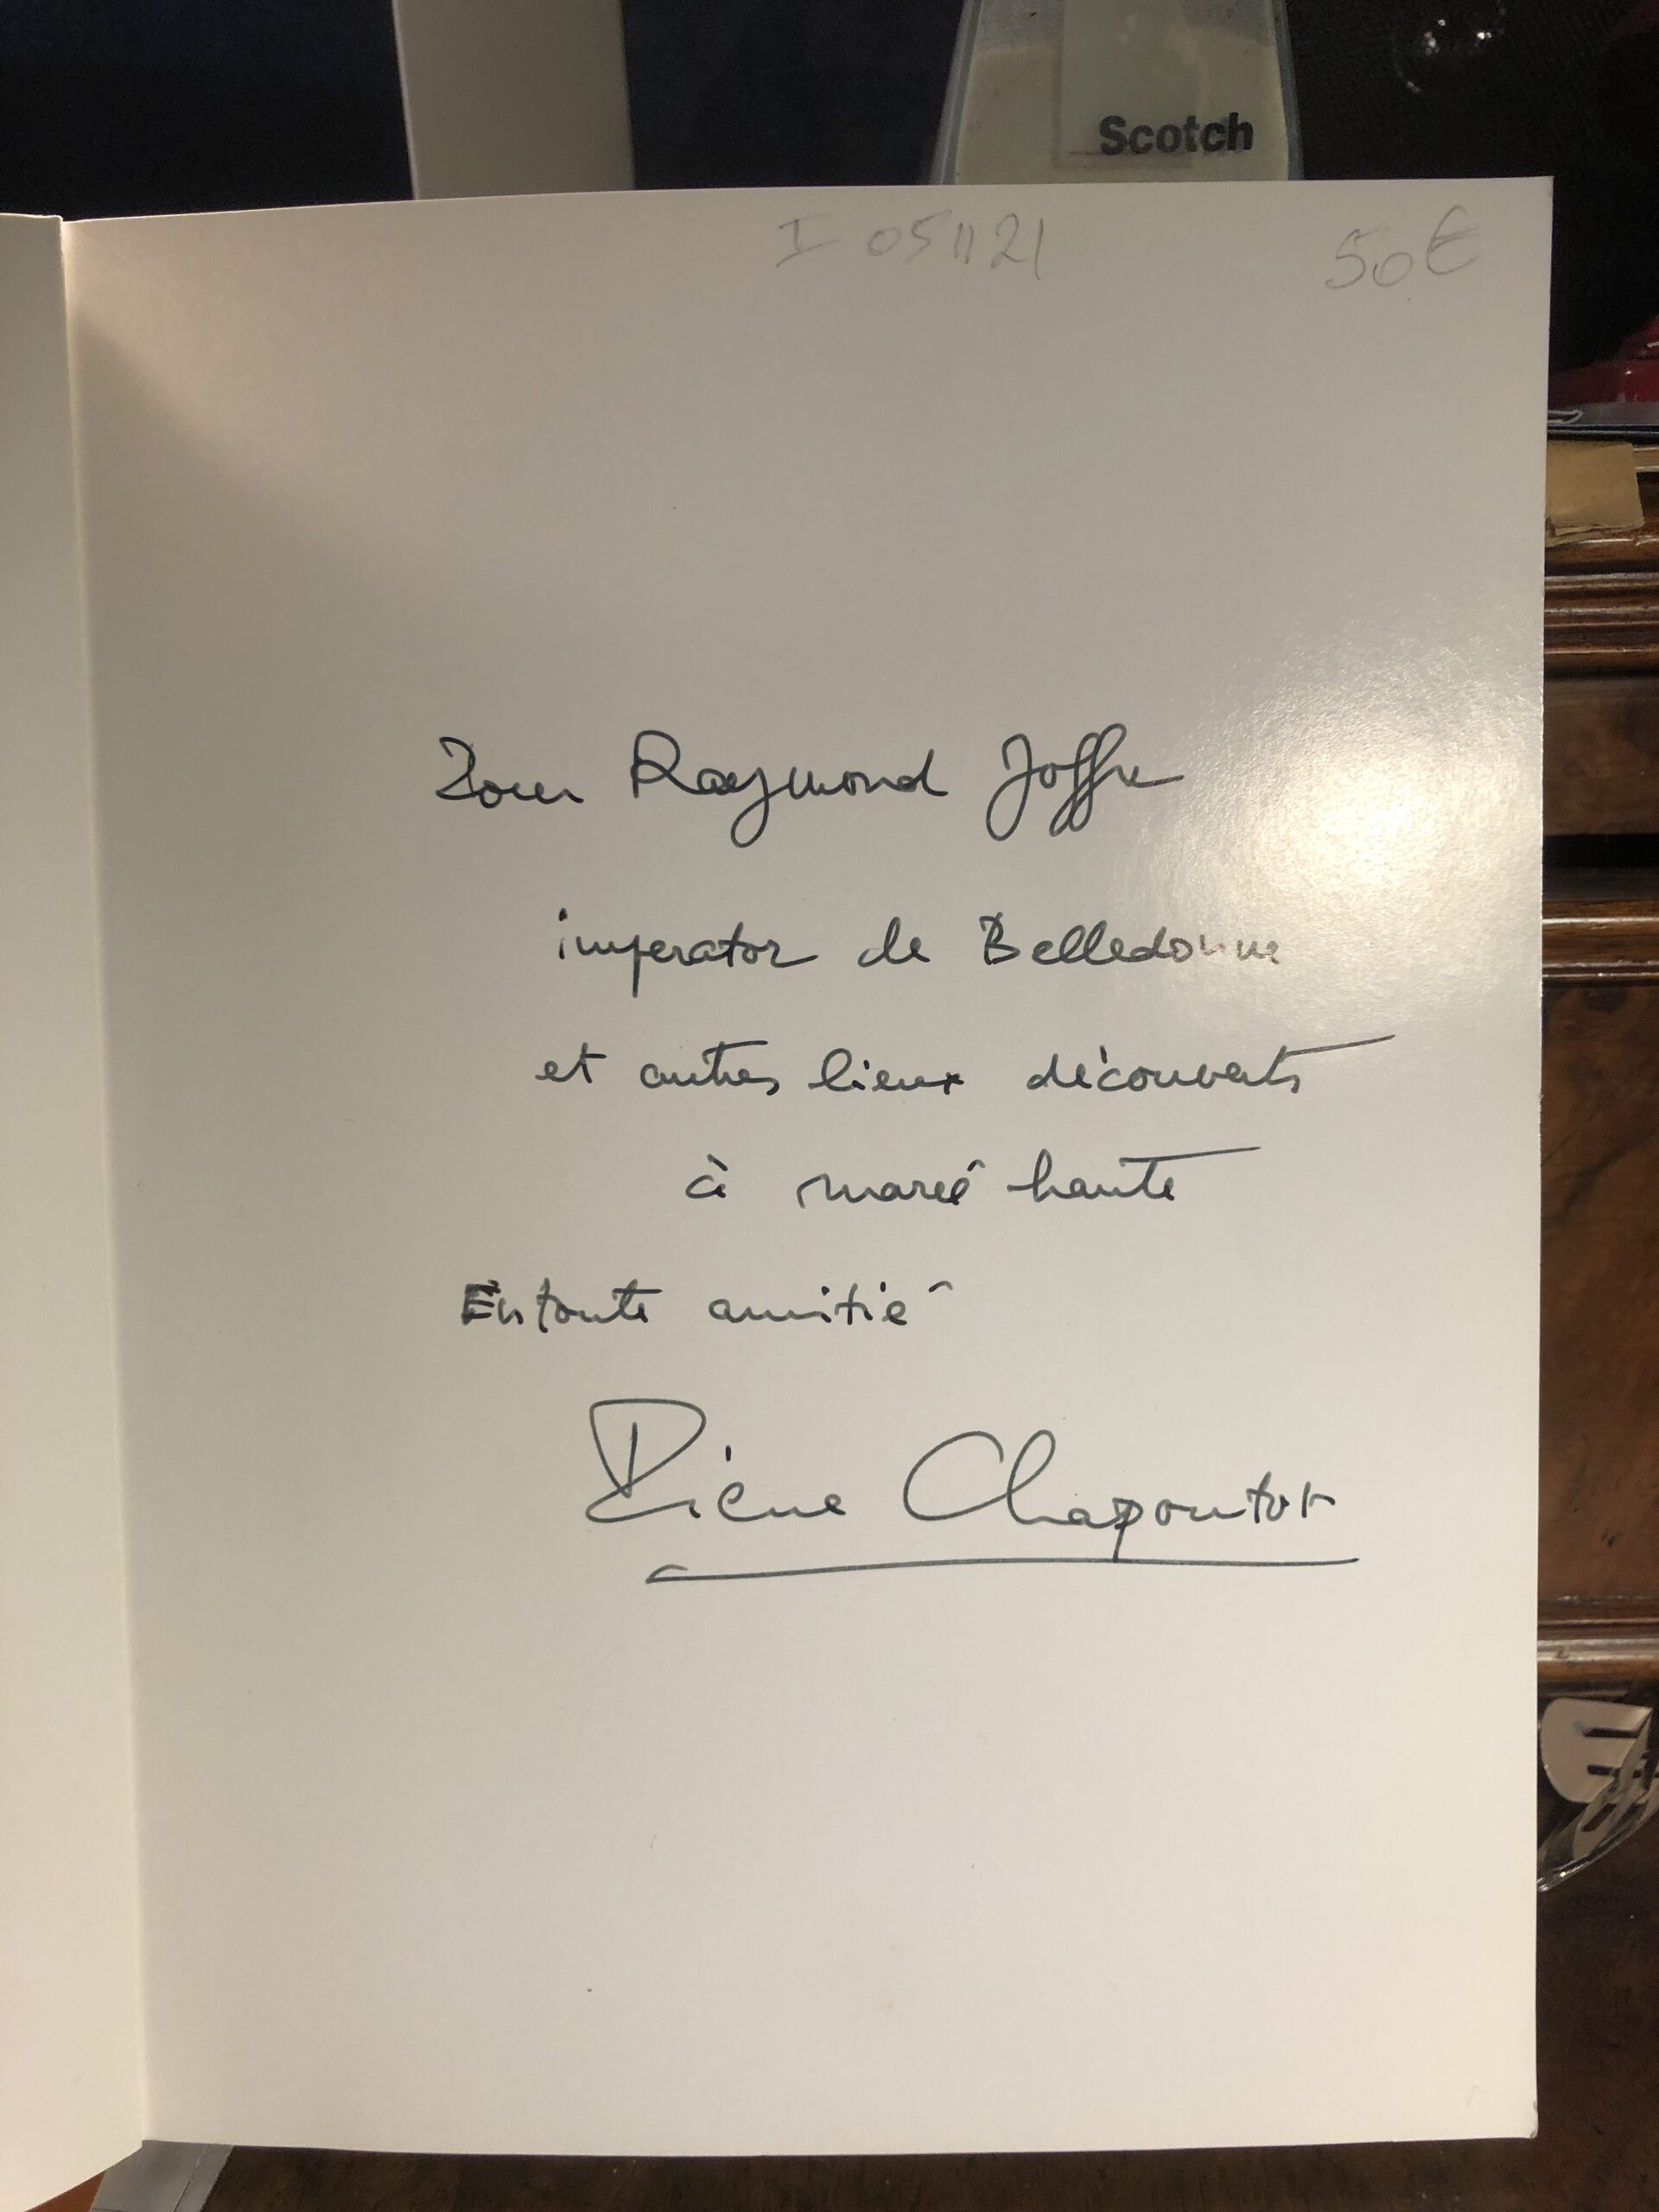 Scotch
I 051121 50€
Pour Raymond Joffre
imperator de Belledonne
et autres lieux découverts
à marée haute
En toute amitié
Pierre Chapoutot